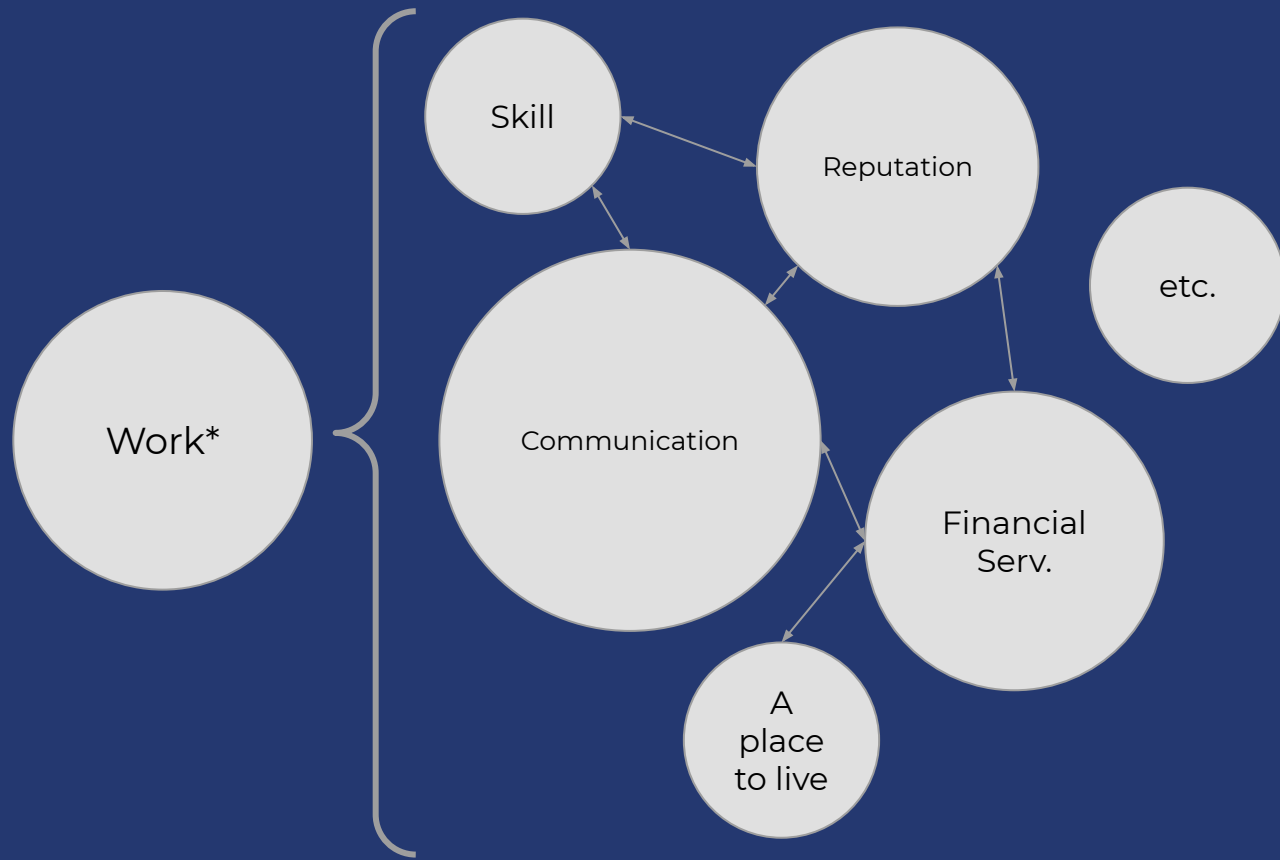 Skill
Reputation
etc.
Work*
Communication
Financial
Serv.
A
place
to live